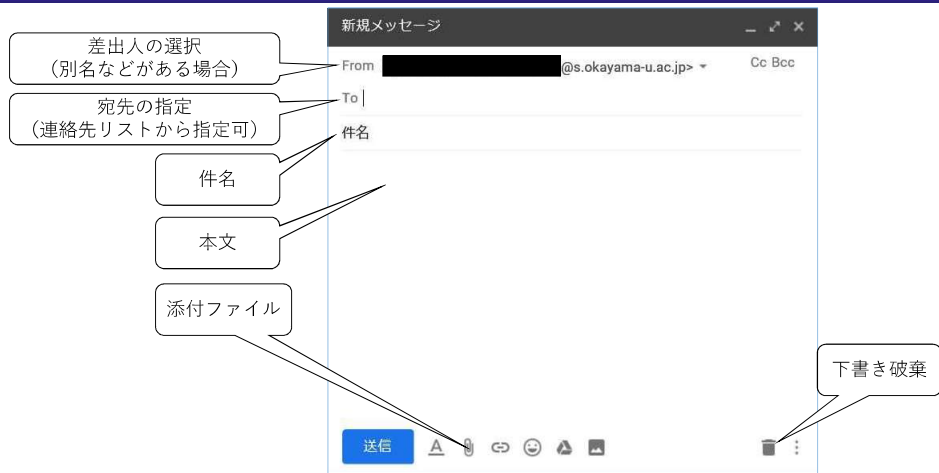 新規メッセージ
差出人の選択
(別名などがある場合)
From @s.okayama-u.ac.jp> Cc Bcc
宛先の指定
(連絡先リストから指定可)
To
件名
件名
本文
添付ファイル
下書き破棄
送信 A